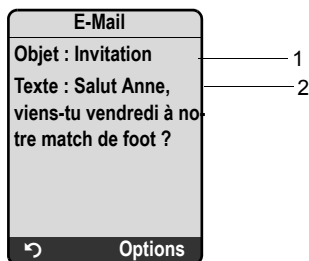 E-Mail
Objet : Invitation
1
Texte : Salut Anne,
2
viens-tu vendredi à no-
tre match de foot ?
Options